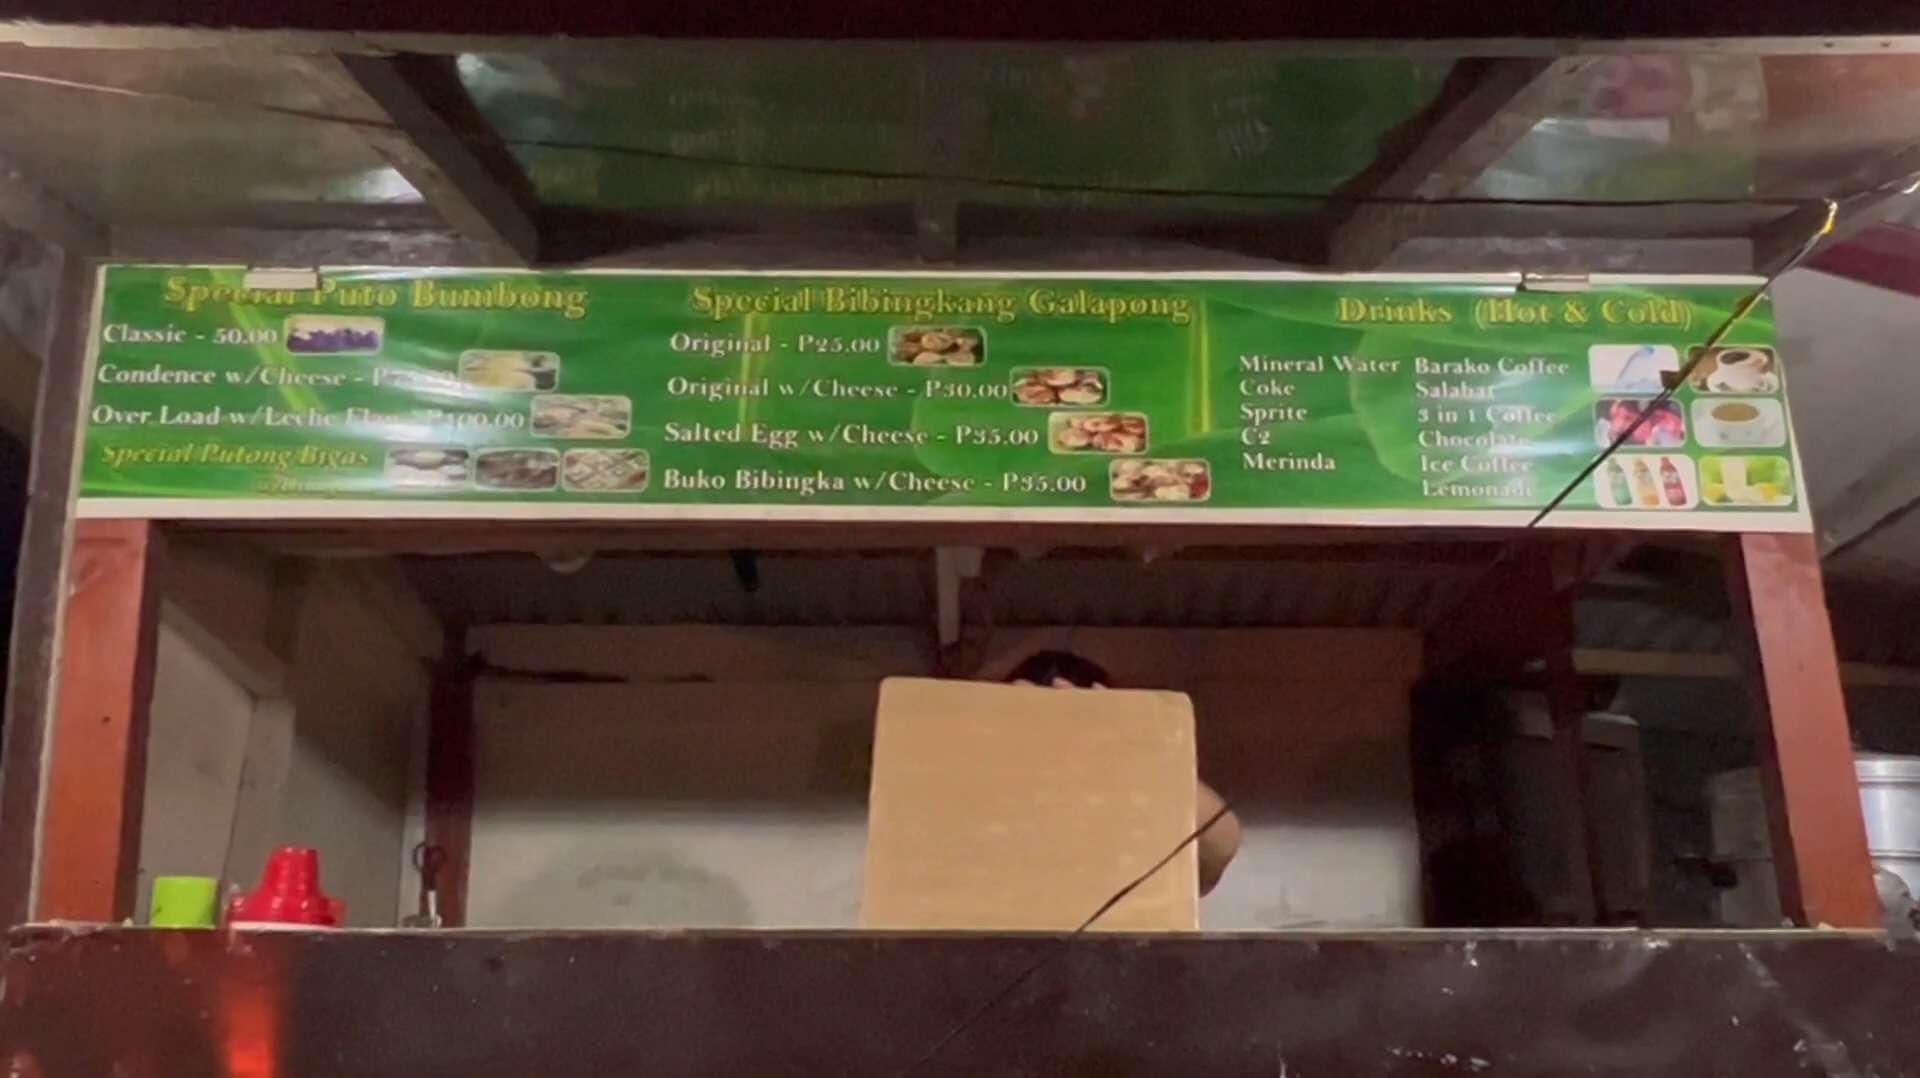 Special Puto Bumbong
Classic - 50.00
Condence w/Cheese -
Over Load w/Leche Flan - P100.00
Special Putong Bigas
Special Bibingkang Galapong
Original - P25.00
Original w/Cheese - P30.00
Salted Egg w/Cheese - P35.00
Buko Bibingka w/Cheese - P35.00
Drinks (Hot & Cold)
Mineral Water
Coke
Sprite
C2
Merinda
Barako Coffee
Salabat
3 in 1 Coffee
Chocolate
Ice Coffee
Lemonade